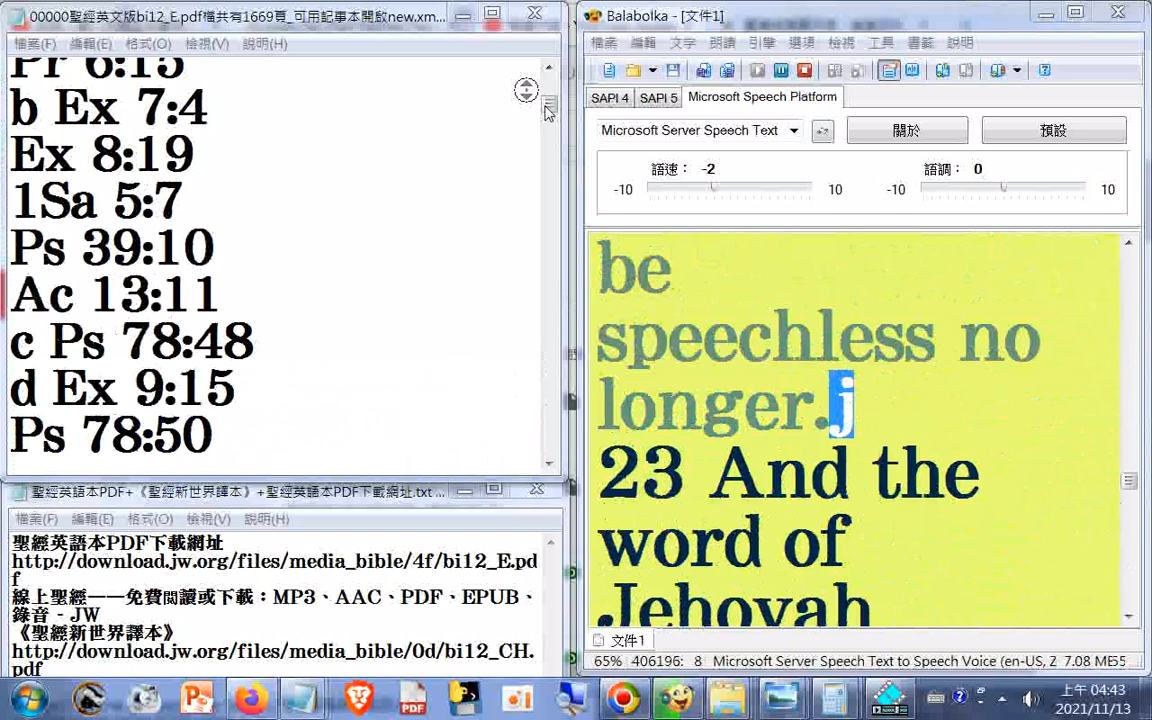 00000聖經英文版bi12_E.pdf檔共有1669頁_可用記事本開啟new.xm...
檔案(F) 編輯(E) 格式(O) 檢視(V) 說明(H)
Pr 6:15
b Ex 7:4
Ex 8:19
1Sa 5:7
Ps 39:10
Ac 13:11
c Ps 78:48
d Ex 9:15
Ps 78:50
聖經英語本PDF+《聖經新世界譯本》+聖經英語本PDF下載網址.txt ...
檔案(F) 編輯(E) 格式(O) 檢視(V) 說明(H)
聖經英語本PDF下載網址
http://download.jw.org/files/media_bible/4f/bi12_E.pd
f
線上聖經——免費閱讀或下載：MP3、AAC、PDF、EPUB、
錄音 - JW
《聖經新世界譯本》
http://download.jw.org/files/media_bible/0d/bi12_CH.
pdf
Balabolka - [文件1]
檔案 編輯 文字 朗讀 引擎 選項 檢視 工具 書籤 說明
SAPI 4 SAPI 5 Microsoft Speech Platform
Microsoft Server Speech Text 關於 預設
語速： -2 語調： 0
-10 10 -10 10
be
speechless no
longer.j
23 And the
word of
Jehovah
文件1
65% 406196: 8 Microsoft Server Speech Text to Speech Voice (en-US, Z 7.08 ME55
上午 04:43
2021/11/13